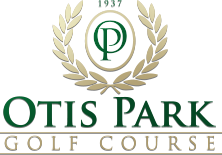 1937
OP
OTIS PARK
GOLF COURSE